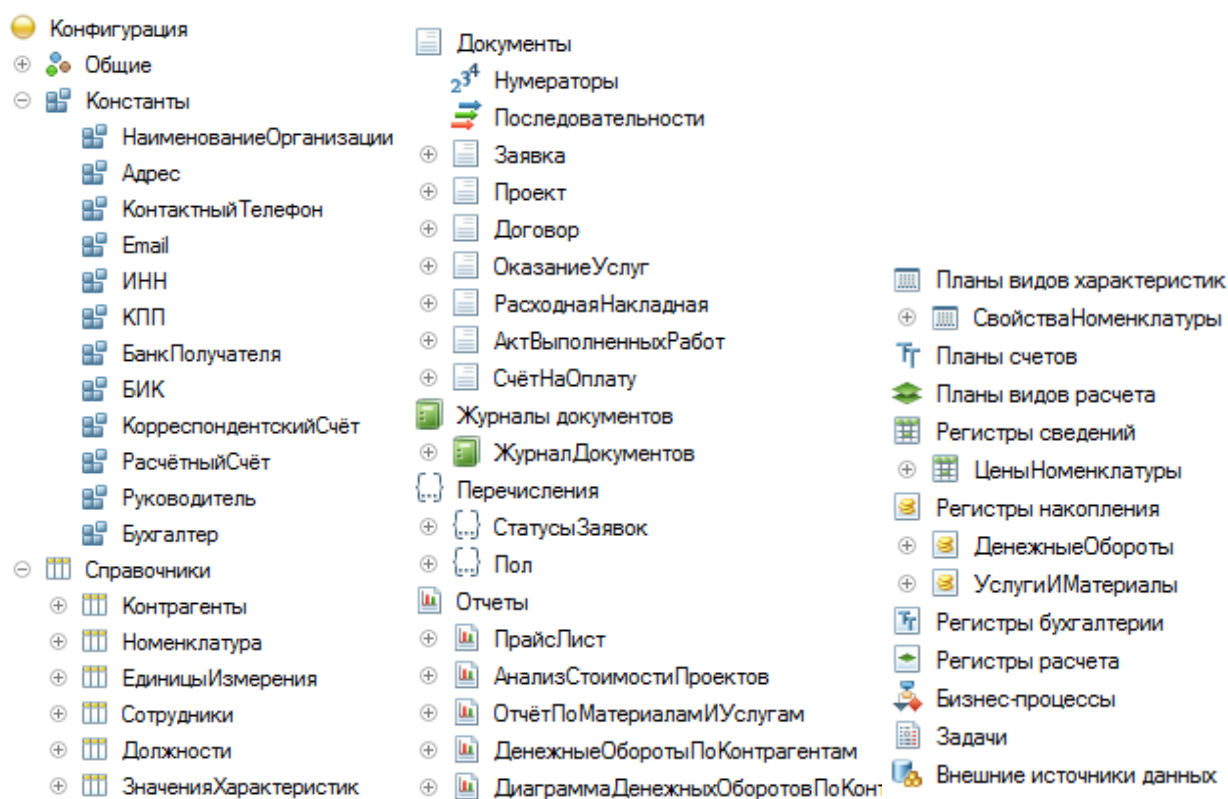 Конфигурация
Общие
Константы
НаименованиеОрганизации
Адрес
КонтактныйТелефон
Email
ИНН
КПП
БанкПолучателя
БИК
КорреспондентскийСчёт
РасчётныйСчёт
Руководитель
Бухгалтер
Справочники
Контрагенты
Номенклатура
ЕдиницыИзмерения
Сотрудники
Должности
ЗначенияХарактеристик
Документы
Нумераторы
Последовательности
Заявка
Проект
Договор
ОказаниеУслуг
РасходнаяНакладная
АктВыполненныхРабот
СчётНаОплату
Журналы документов
ЖурналДокументов
Перечисления
СтатусыЗаявок
Пол
Отчеты
ПрайсЛист
АнализСтоимостиПроектов
ОтчётПоМатериаламИУслугам
ДенежныеОборотыПоКонтрагентам
ДиаграммаДенежныхОборотовПоКонт
Планы видов характеристик
СвойстваНоменклатуры
Планы счетов
Планы видов расчета
Регистры сведений
ЦеныНоменклатуры
Регистры накопления
ДенежныеОбороты
УслугиИМатериалы
Регистры бухгалтерии
Регистры расчета
Бизнес-процессы
Задачи
Внешние источники данных